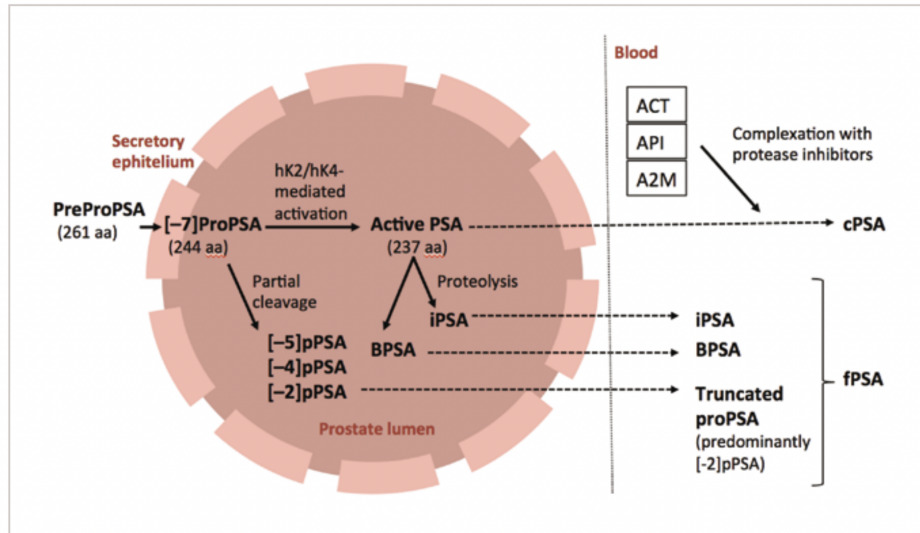 Blood
ACT
API
A2M
Complexation with
protease inhibitors
Secretory
ephitelium
hK2/hK4-
mediated
activation
PreProPSA
(261 aa)
[−7]ProPSA
(244 aa)
Active PSA
(237 aa)
cPSA
Partial
cleavage
Proteolysis
iPSA
iPSA
[−5]pPSA
[−4]pPSA
[−2]pPSA
BPSA
BPSA
Truncated
proPSA
(predominantly
[-2]pPSA)
fPSA
Prostate lumen